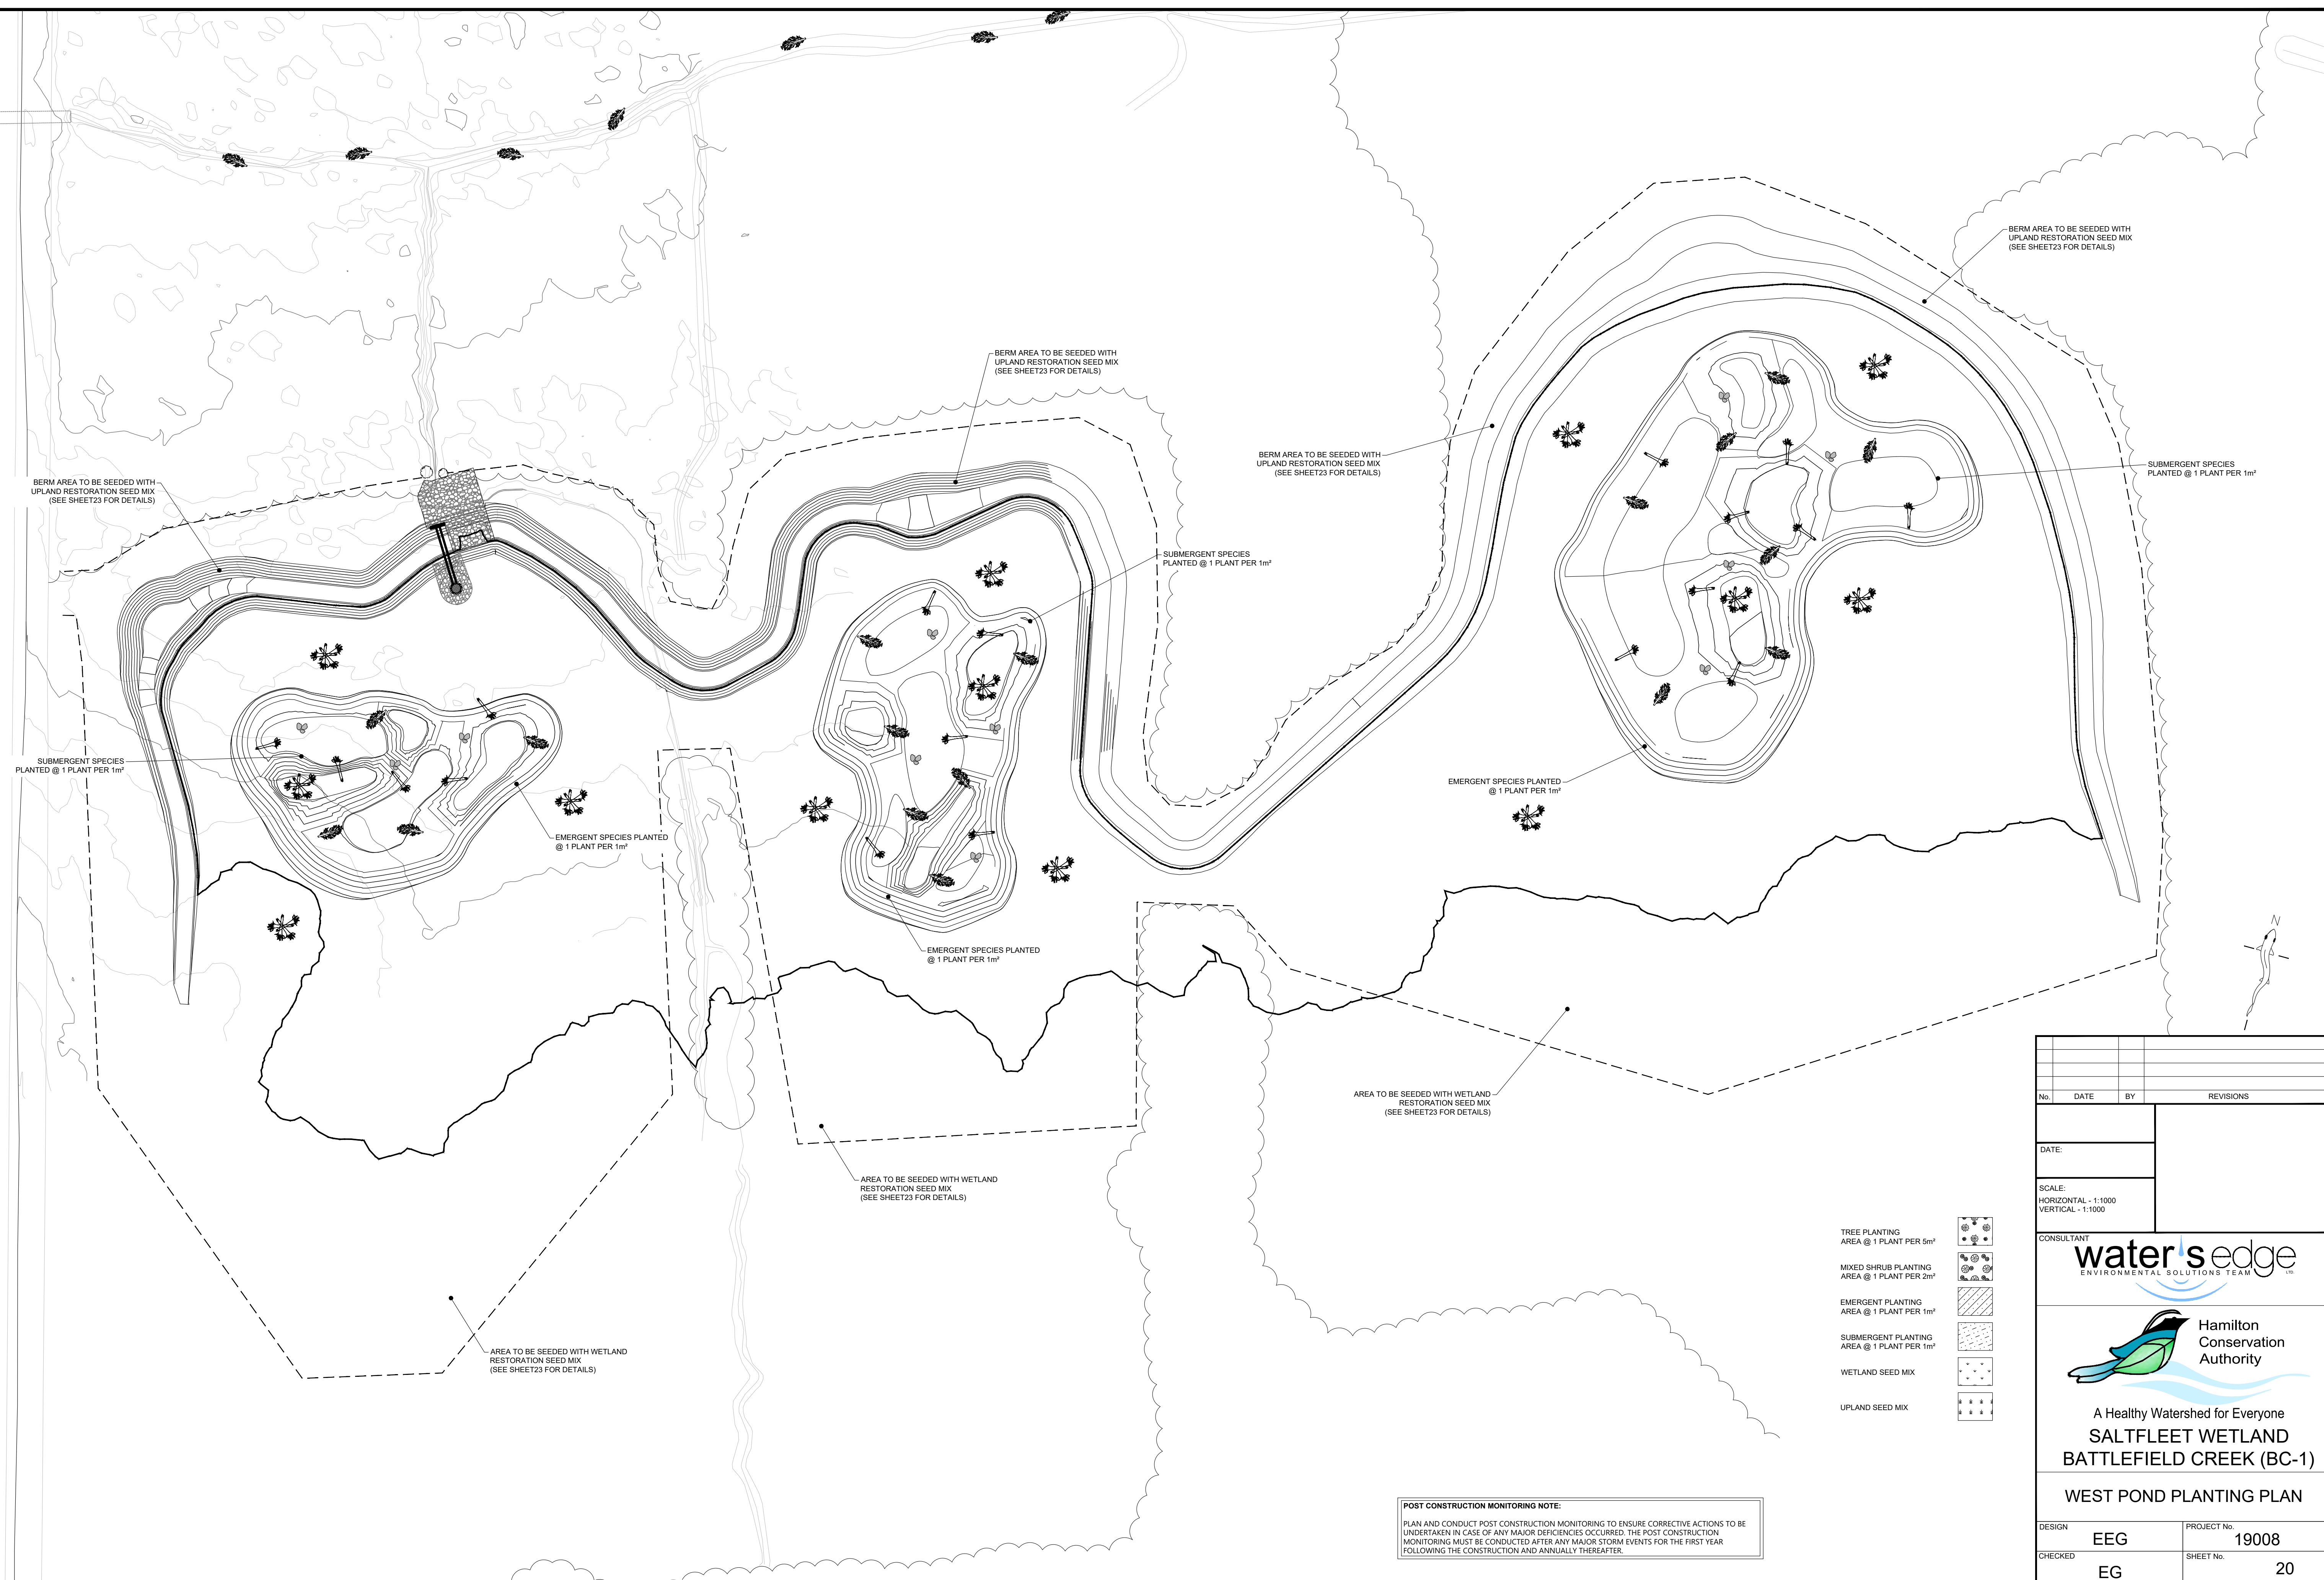 BERM AREA TO BE SEEDED WITH
UPLAND RESTORATION SEED MIX
(SEE SHEET23 FOR DETAILS)
BERM AREA TO BE SEEDED WITH
UPLAND RESTORATION SEED MIX
(SEE SHEET23 FOR DETAILS)
BERM AREA TO BE SEEDED WITH
UPLAND RESTORATION SEED MIX
(SEE SHEET23 FOR DETAILS)
SUBMERGENT SPECIES
PLANTED @ 1 PLANT PER 1m²
BERM AREA TO BE SEEDED WITH
UPLAND RESTORATION SEED MIX
(SEE SHEET23 FOR DETAILS)
SUBMERGENT SPECIES
PLANTED @ 1 PLANT PER 1m²
SUBMERGENT SPECIES
PLANTED @ 1 PLANT PER 1m²
EMERGENT SPECIES PLANTED
@ 1 PLANT PER 1m²
EMERGENT SPECIES PLANTED
@ 1 PLANT PER 1m²
EMERGENT SPECIES PLANTED
@ 1 PLANT PER 1m²
N
AREA TO BE SEEDED WITH WETLAND
RESTORATION SEED MIX
(SEE SHEET23 FOR DETAILS)
AREA TO BE SEEDED WITH WETLAND
RESTORATION SEED MIX
(SEE SHEET23 FOR DETAILS)
AREA TO BE SEEDED WITH WETLAND
RESTORATION SEED MIX
(SEE SHEET23 FOR DETAILS)
TREE PLANTING
AREA @ 1 PLANT PER 5m²
MIXED SHRUB PLANTING
AREA @ 1 PLANT PER 2m²
EMERGENT PLANTING
AREA @ 1 PLANT PER 1m²
SUBMERGENT PLANTING
AREA @ 1 PLANT PER 1m²
WETLAND SEED MIX
UPLAND SEED MIX
POST CONSTRUCTION MONITORING NOTE:
PLAN AND CONDUCT POST CONSTRUCTION MONITORING TO ENSURE CORRECTIVE ACTIONS TO BE
UNDERTAKEN IN CASE OF ANY MAJOR DEFICIENCIES OCCURRED. THE POST CONSTRUCTION
MONITORING MUST BE CONDUCTED AFTER ANY MAJOR STORM EVENTS FOR THE FIRST YEAR
FOLLOWING THE CONSTRUCTION AND ANNUALLY THEREAFTER.
No. DATE BY REVISIONS
DATE:
SCALE:
HORIZONTAL - 1:1000
VERTICAL - 1:1000
CONSULTANT
water's edge
ENVIRONMENTAL SOLUTIONS TEAM LTD.
Hamilton
Conservation
Authority
A Healthy Watershed for Everyone
SALTFLEET WETLAND
BATTLEFIELD CREEK (BC-1)
WEST POND PLANTING PLAN
DESIGN
EEG
PROJECT No.
19008
CHECKED
EG
SHEET No.
20